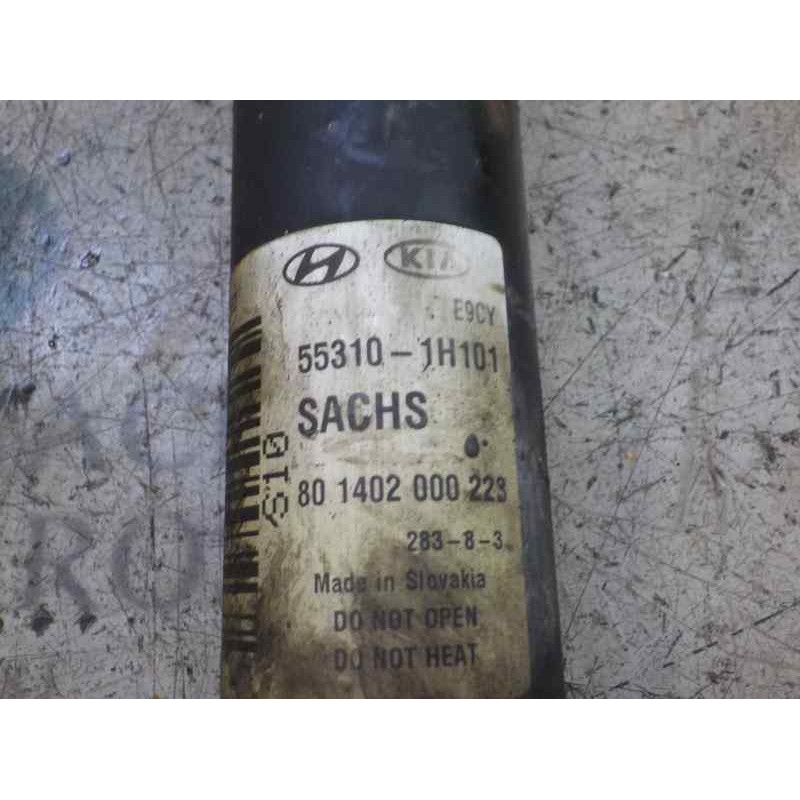 H KIA
E9CY
55310-1H101
SACHS
S10
80 1402 000 223
283-8-3
Made in Slovakia
DO NOT OPEN
DO NOT HEAT